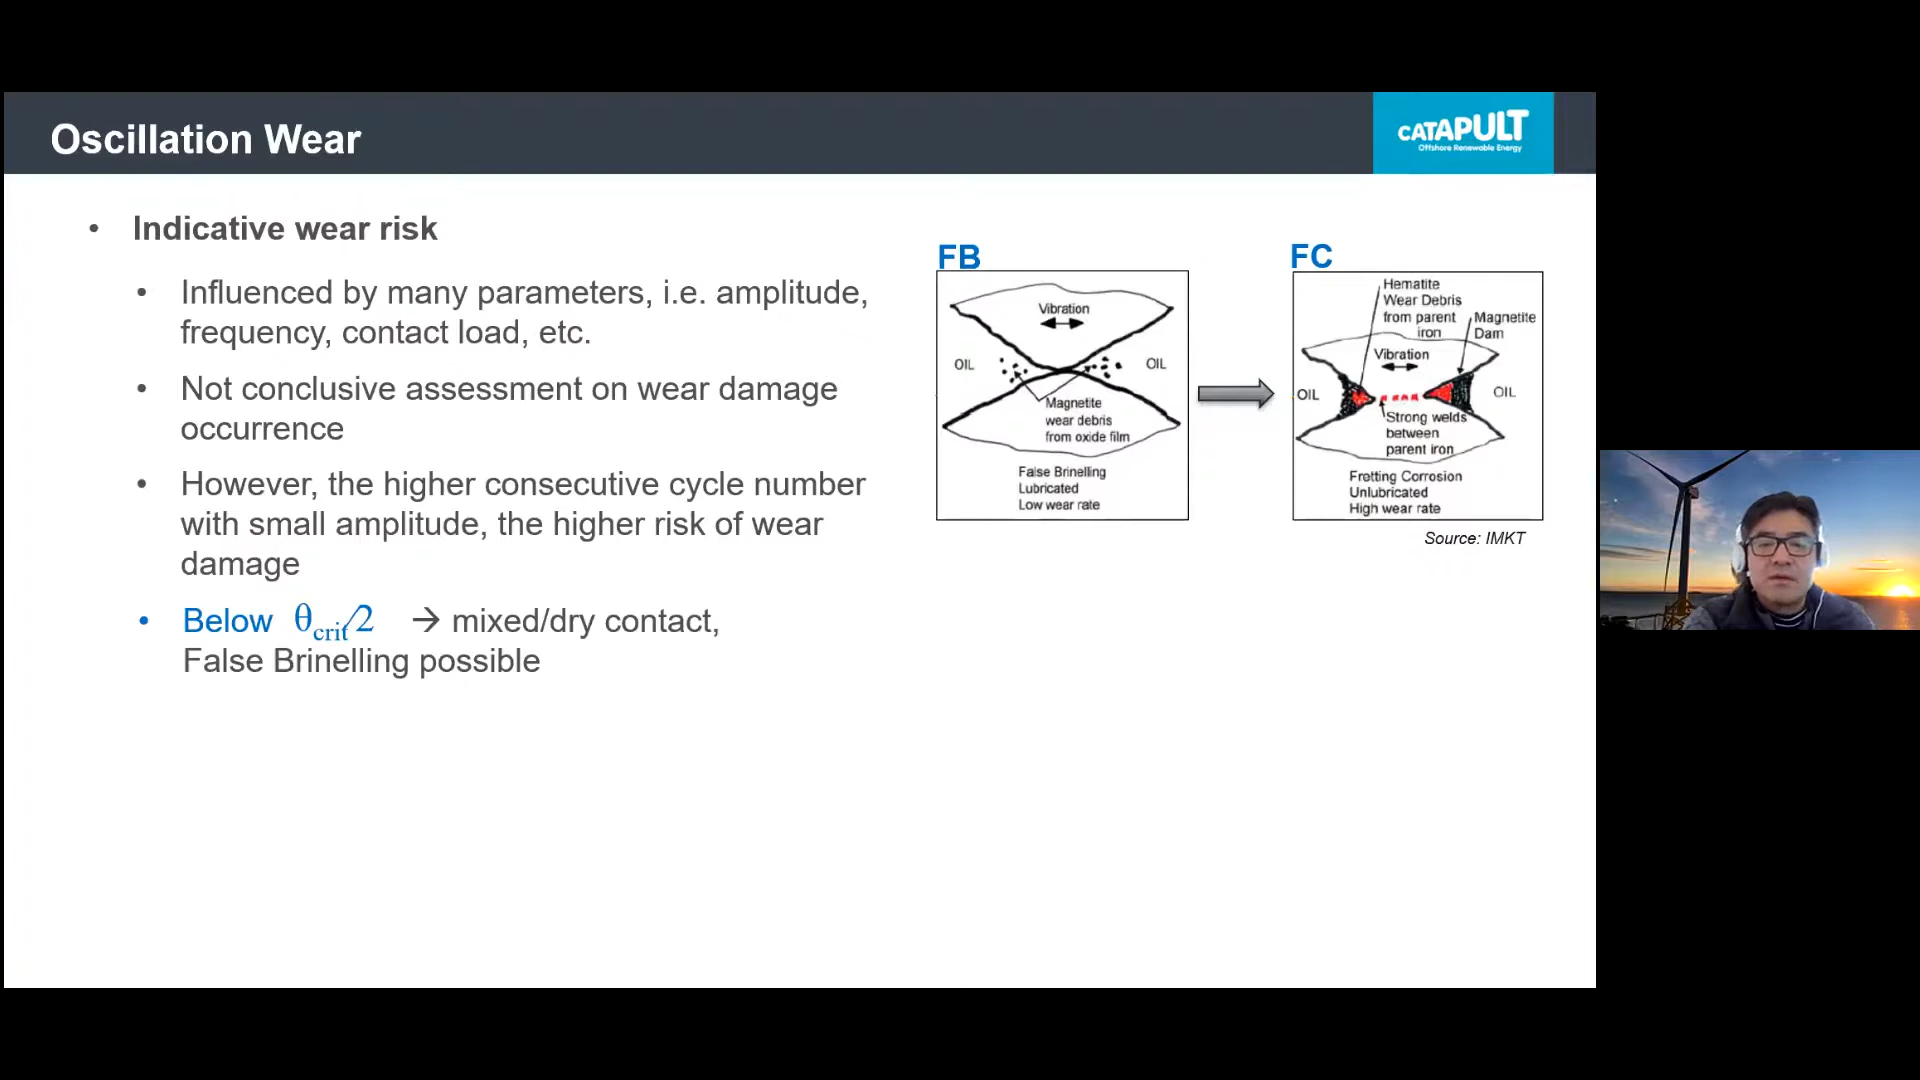 Oscillation Wear
CATAPULT
Offshore Renewable Energy
• Indicative wear risk
• Influenced by many parameters, i.e. amplitude,
frequency, contact load, etc.
• Not conclusive assessment on wear damage
occurrence
• However, the higher consecutive cycle number
with small amplitude, the higher risk of wear
damage
• Below θcrit/2 → mixed/dry contact,
False Brinelling possible
FB
Vibration
OIL
OIL
Magnetite
wear debris
from oxide film
False Brinelling
Lubricated
Low wear rate
FC
Hematite
Wear Debris
from parent
iron
Magnetite
Dam
Vibration
OIL
OIL
Strong welds
between
parent iron
Fretting Corrosion
Unlubricated
High wear rate
Source: IMKT